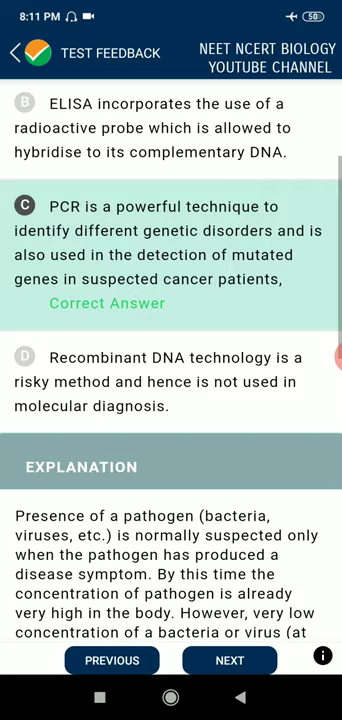 8:11 PM
50
TEST FEEDBACK
NEET NCERT BIOLOGY
YOUTUBE CHANNEL
B ELISA incorporates the use of a
radioactive probe which is allowed to
hybridise to its complementary DNA.
C PCR is a powerful technique to
identify different genetic disorders and is
also used in the detection of mutated
genes in suspected cancer patients,
Correct Answer
D Recombinant DNA technology is a
risky method and hence is not used in
molecular diagnosis.
EXPLANATION
Presence of a pathogen (bacteria,
viruses, etc.) is normally suspected only
when the pathogen has produced a
disease symptom. By this time the
concentration of pathogen is already
very high in the body. However, very low
concentration of a bacteria or virus (at
PREVIOUS
NEXT